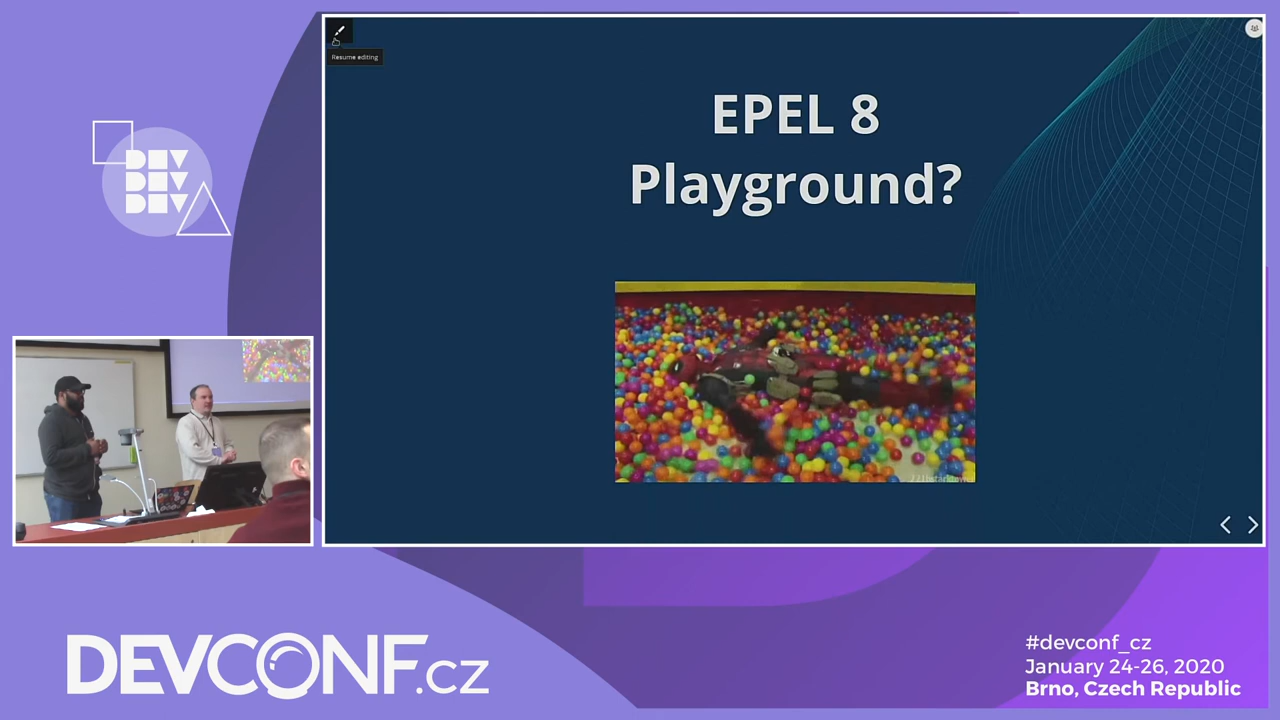 Resume editing
EPEL 8
Playground?
DEV
DEV
DEV
DEVCONF.cz
#devconf_cz
January 24-26, 2020
Brno, Czech Republic